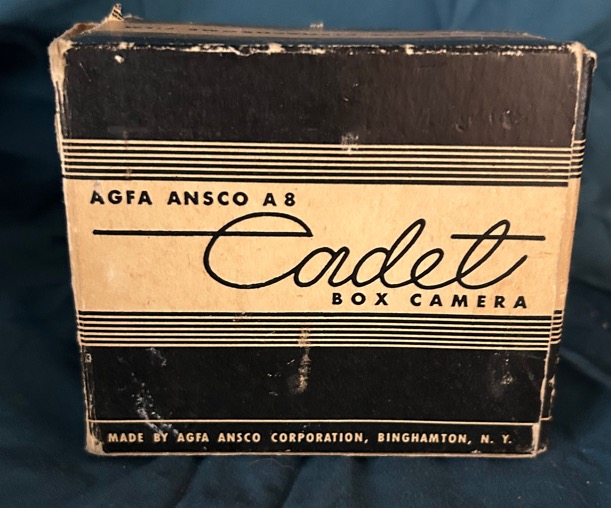 AGFA ANSCO A8
Cadet
BOX CAMERA
MADE BY AGFA ANSCO CORPORATION, BINGHAMTON, N. Y.